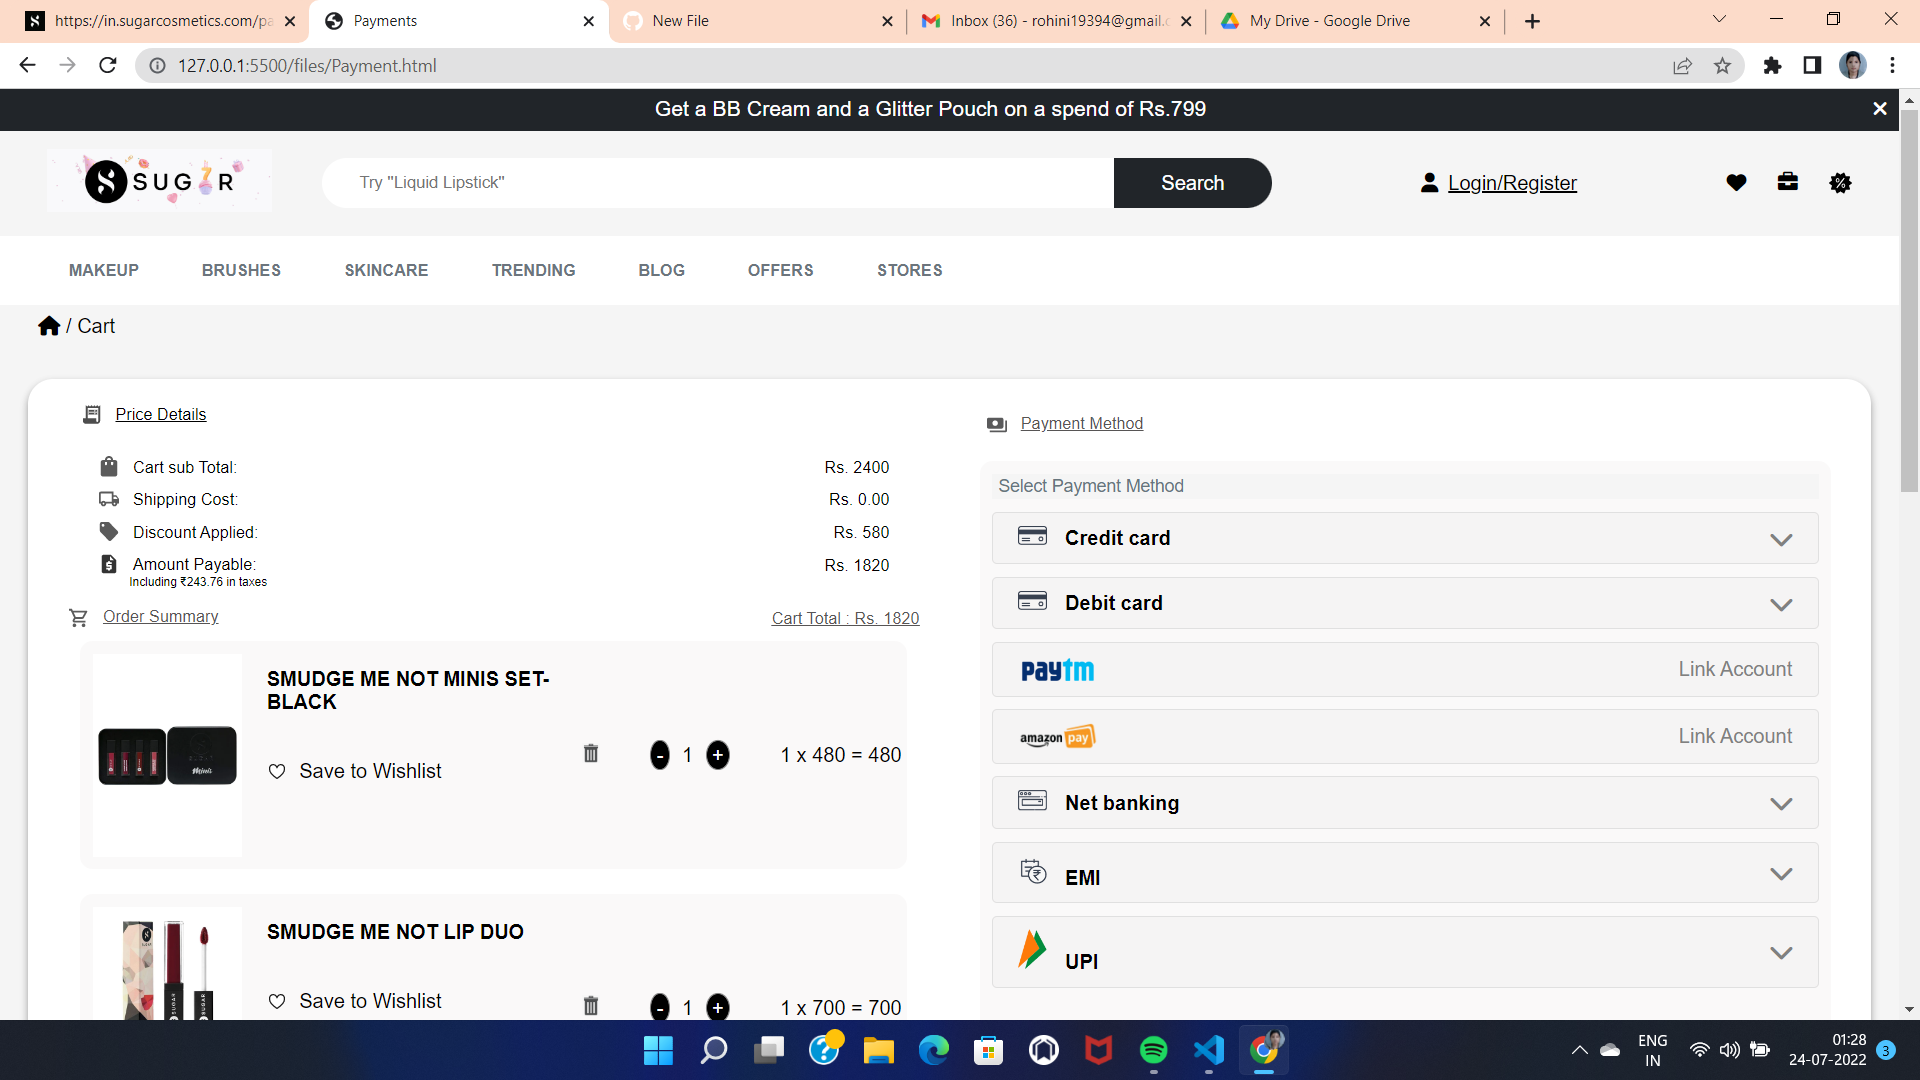 https://in.sugarcosmetics.com/pa
Payments
New File
Inbox (36) - rohini19394@gmail.c
My Drive - Google Drive
127.0.0.1:5500/files/Payment.html
Get a BB Cream and a Glitter Pouch on a spend of Rs.799
SUGAR
Try "Liquid Lipstick"
Search
Login/Register
MAKEUP
BRUSHES
SKINCARE
TRENDING
BLOG
OFFERS
STORES
/ Cart
Price Details
Cart sub Total:
Rs. 2400
Shipping Cost:
Rs. 0.00
Discount Applied:
Rs. 580
Amount Payable:
Rs. 1820
Including ₹243.76 in taxes
Order Summary
Cart Total : Rs. 1820
SMUDGE ME NOT MINIS SET-
BLACK
Save to Wishlist
- 1 +
1 x 480 = 480
SMUDGE ME NOT LIP DUO
Save to Wishlist
- 1 +
1 x 700 = 700
Payment Method
Select Payment Method
Credit card
Debit card
paytm
Link Account
amazon pay
Link Account
Net banking
EMI
UPI
ENG
IN
01:28
24-07-2022
3